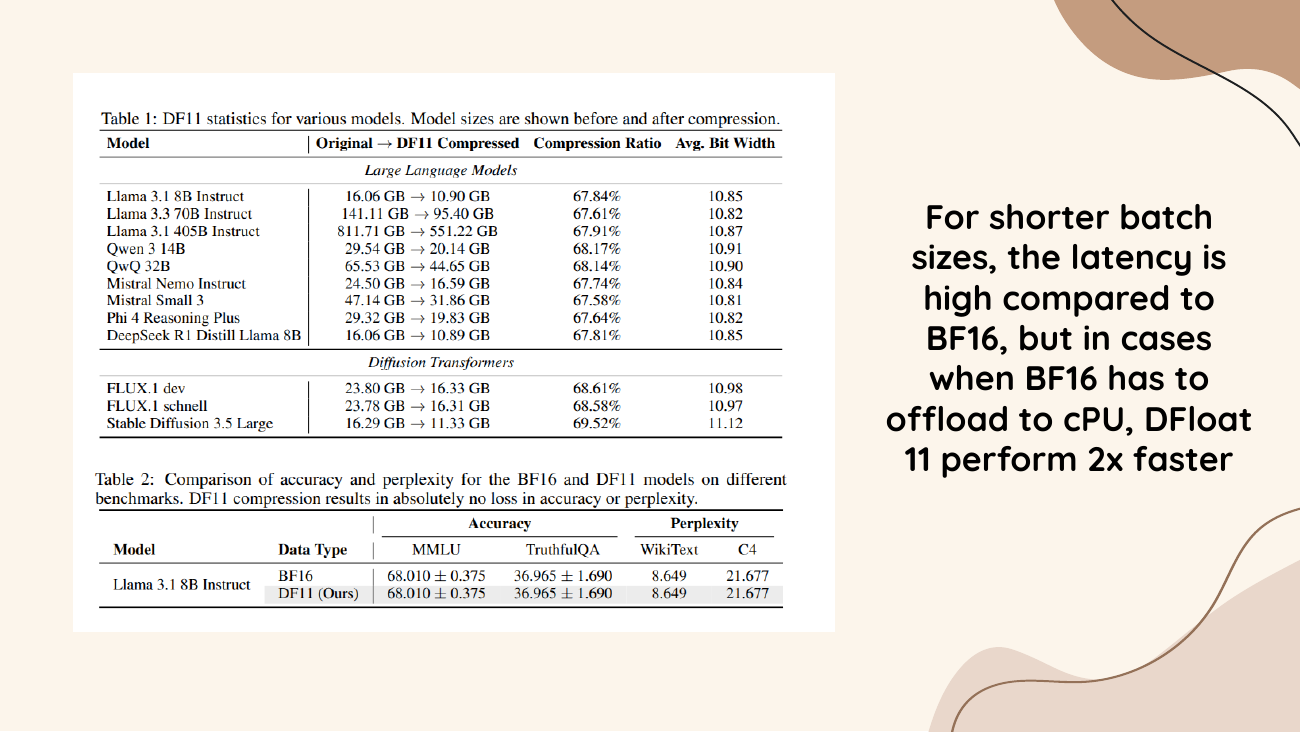 Table 1: DF11 statistics for various models. Model sizes are shown before and after compression.
Model Original → DF11 Compressed Compression Ratio Avg. Bit Width
Large Language Models
Llama 3.1 8B Instruct 16.06 GB → 10.90 GB 67.84% 10.85
Llama 3.3 70B Instruct 141.11 GB → 95.40 GB 67.61% 10.82
Llama 3.1 405B Instruct 811.71 GB → 551.22 GB 67.91% 10.87
Qwen 3 14B 29.54 GB → 20.14 GB 68.17% 10.91
QwQ 32B 65.53 GB → 44.65 GB 68.14% 10.90
Mistral Nemo Instruct 24.50 GB → 16.59 GB 67.74% 10.84
Mistral Small 3 47.14 GB → 31.86 GB 67.58% 10.81
Phi 4 Reasoning Plus 29.32 GB → 19.83 GB 67.64% 10.82
DeepSeek R1 Distill Llama 8B 16.06 GB → 10.89 GB 67.81% 10.85
Diffusion Transformers
FLUX.1 dev 23.80 GB → 16.33 GB 68.61% 10.98
FLUX.1 schnell 23.78 GB → 16.31 GB 68.58% 10.97
Stable Diffusion 3.5 Large 16.29 GB → 11.33 GB 69.52% 11.12
Table 2: Comparison of accuracy and perplexity for the BF16 and DF11 models on different
benchmarks. DF11 compression results in absolutely no loss in accuracy or perplexity.
Accuracy Perplexity
Model Data Type MMLU TruthfulQA WikiText C4
Llama 3.1 8B Instruct
BF16 68.010 ± 0.375 36.965 ± 1.690 8.649 21.677
DF11 (Ours) 68.010 ± 0.375 36.965 ± 1.690 8.649 21.677
For shorter batch
sizes, the latency is
high compared to
BF16, but in cases
when BF16 has to
offload to cPU, DFloat
11 perform 2x faster